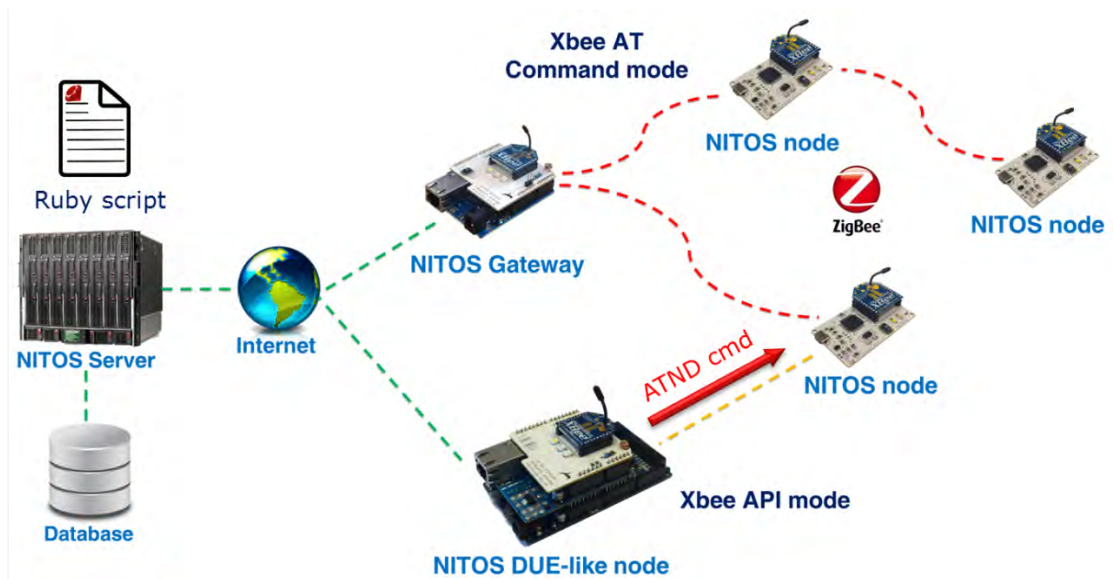 Xbee AT
Command mode
NITOS node
NITOS node
Ruby script
ZigBee®
NITOS Gateway
NITOS Server
Internet
ATND cmd
NITOS node
Database
Xbee API mode
NITOS DUE-like node